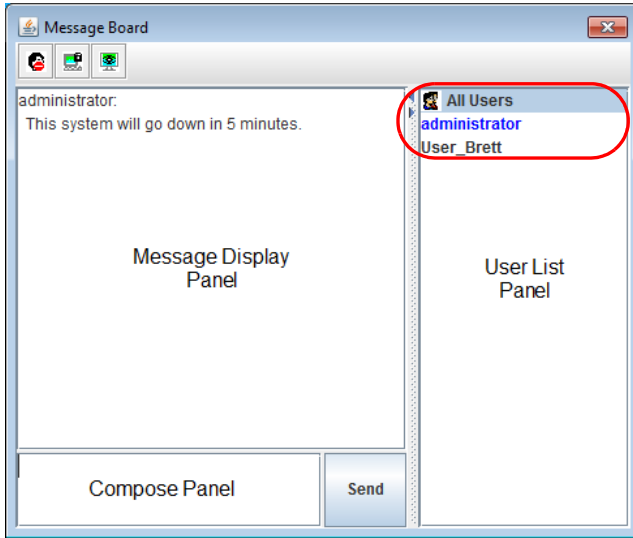 Message Board
administrator:
This system will go down in 5 minutes.
Message Display
Panel
Compose Panel
Send
All Users
administrator
User_Brett
User List
Panel